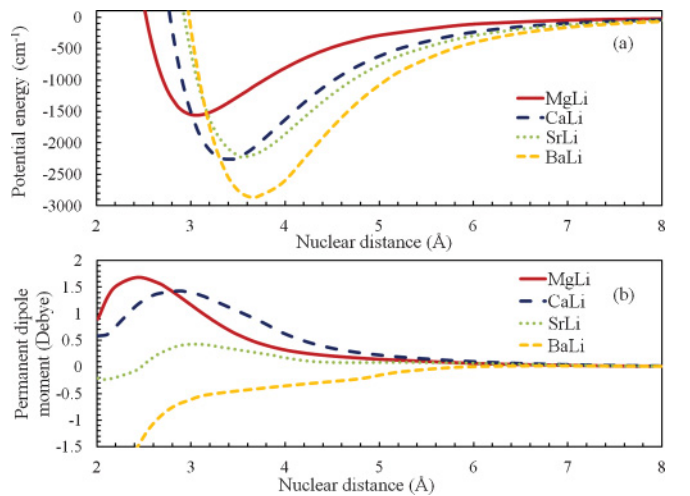 Potential energy (cm-1)
0
-500
-1000
-1500
-2000
-2500
-3000
(a)
MgLi
CaLi
SrLi
BaLi
2 3 4 5 6 7 8
Nuclear distance (Å)
Permanent dipole
moment (Debye)
2
1.5
1
0.5
0
-0.5
-1
-1.5
(b)
MgLi
CaLi
SrLi
BaLi
2 3 4 5 6 7 8
Nuclear distance (Å)